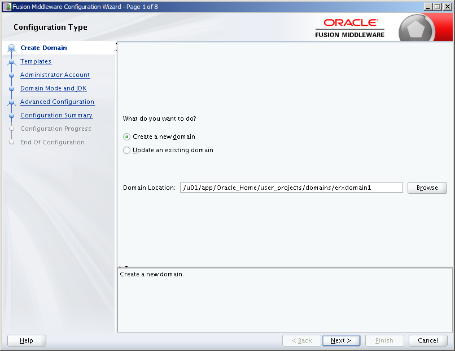 Fusion Middleware Configuration Wizard - Page 1 of 8
Configuration Type
ORACLE
FUSION MIDDLEWARE
Create Domain
Templates
Administrator Account
Domain Mode and JDK
Advanced Configuration
Configuration Summary
Configuration Progress
End Of Configuration
What do you want to do?
Create a new domain
Update an existing domain
Domain Location: /u01/app/Oracle_Home/user_projects/domains/erxdomain1 Browse
Create a new domain.
Help < Back Next > Finish Cancel